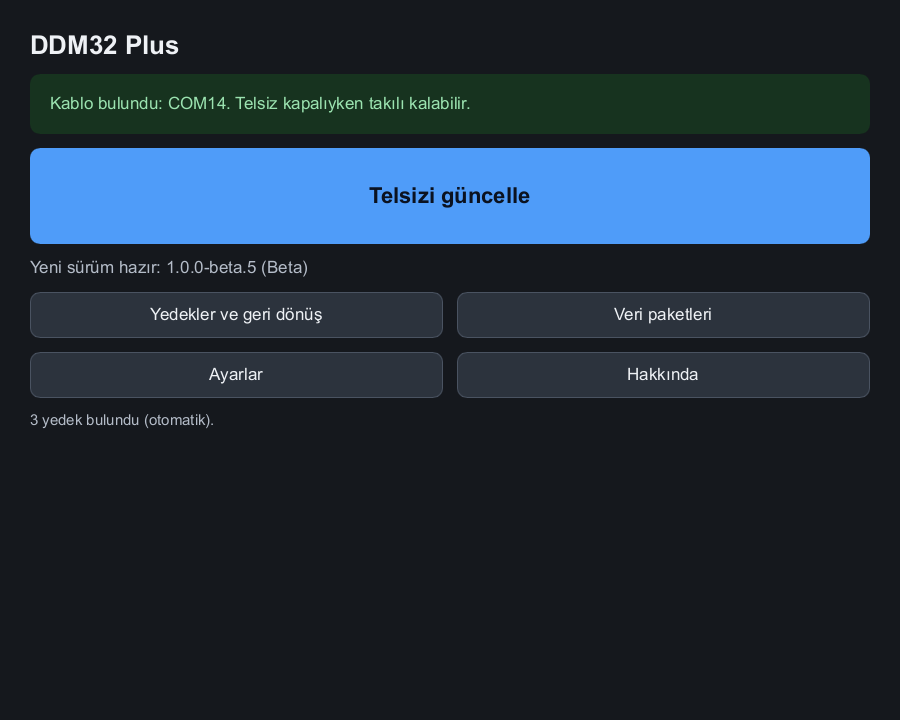 DDM32 Plus
Kablo bulundu: COM14. Telsiz kapalıyken takılı kalabilir.
Telsizi güncelle
Yeni sürüm hazır: 1.0.0-beta.5 (Beta)
Yedekler ve geri dönüş
Veri paketleri
Ayarlar
Hakkında
3 yedek bulundu (otomatik).